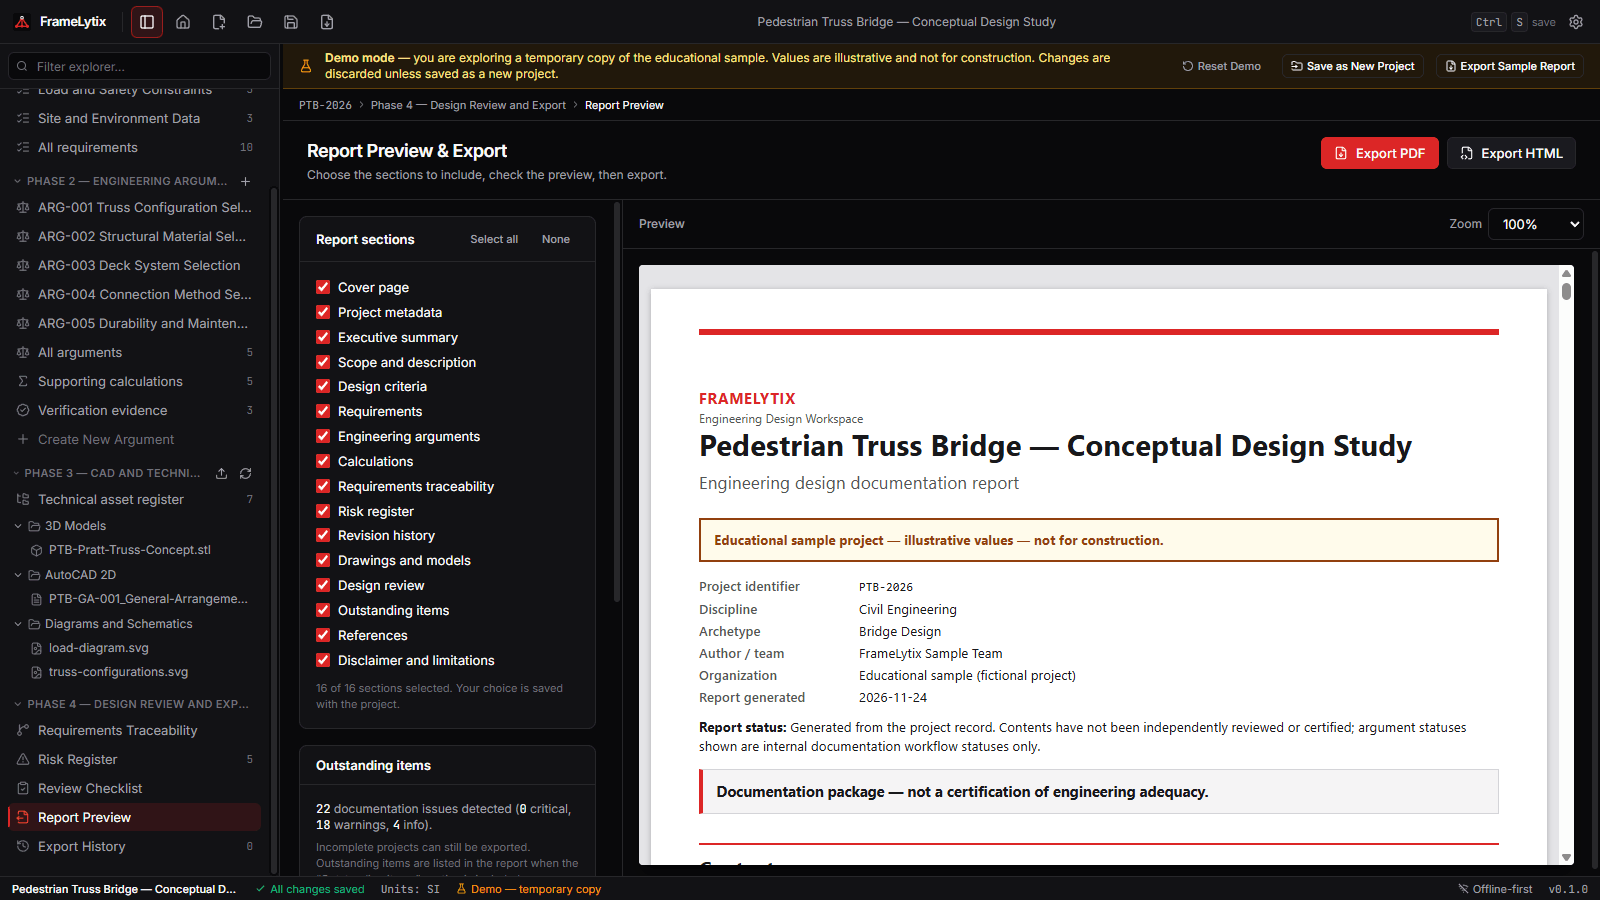 FrameLytix
Pedestrian Truss Bridge — Conceptual Design Study
Ctrl S save
Filter explorer...
Load and Safety Constraints 3
Site and Environment Data 3
All requirements 10
PHASE 2 — ENGINEERING ARGUM...
ARG-001 Truss Configuration Sel...
ARG-002 Structural Material Sel...
ARG-003 Deck System Selection
ARG-004 Connection Method Se...
ARG-005 Durability and Mainten...
All arguments 5
Supporting calculations 5
Verification evidence 3
Create New Argument
PHASE 3 — CAD AND TECHNI...
Technical asset register 7
3D Models
PTB-Pratt-Truss-Concept.stl
AutoCAD 2D
PTB-GA-001_General-Arrangeme...
Diagrams and Schematics
load-diagram.svg
truss-configurations.svg
PHASE 4 — DESIGN REVIEW AND EXP...
Requirements Traceability
Risk Register 5
Review Checklist
Report Preview
Export History 0
Demo mode — you are exploring a temporary copy of the educational sample. Values are illustrative and not for construction. Changes are
discarded unless saved as a new project.
Reset Demo
Save as New Project
Export Sample Report
PTB-2026 > Phase 4 — Design Review and Export > Report Preview
Report Preview & Export
Choose the sections to include, check the preview, then export.
Export PDF
Export HTML
Report sections Select all None
Cover page
Project metadata
Executive summary
Scope and description
Design criteria
Requirements
Engineering arguments
Calculations
Requirements traceability
Risk register
Revision history
Drawings and models
Design review
Outstanding items
References
Disclaimer and limitations
16 of 16 sections selected. Your choice is saved
with the project.
Outstanding items
22 documentation issues detected (0 critical,
18 warnings, 4 info).
Incomplete projects can still be exported.
Outstanding items are listed in the report when the
Preview
Zoom 100%
FRAMELYTIX
Engineering Design Workspace
Pedestrian Truss Bridge — Conceptual Design Study
Engineering design documentation report
Educational sample project — illustrative values — not for construction.
Project identifier PTB-2026
Discipline Civil Engineering
Archetype Bridge Design
Author / team FrameLytix Sample Team
Organization Educational sample (fictional project)
Report generated 2026-11-24
Report status: Generated from the project record. Contents have not been independently reviewed or certified; argument statuses
shown are internal documentation workflow statuses only.
Documentation package — not a certification of engineering adequacy.
Pedestrian Truss Bridge — Conceptual D...
All changes saved
Units: SI
Demo — temporary copy
Offline-first
v0.1.0